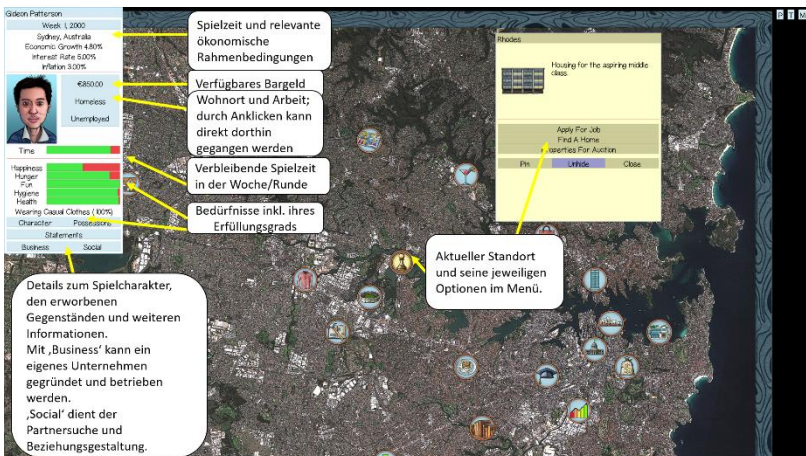 Gideon Patterson
Week 1, 2000
Sydney, Australia
Economic Growth 4.80%
Interest Rate 5.00%
Inflation 3.00%
€850.00
Homeless
Unemployed
Time
Happiness
Hunger
Fun
Hygiene
Health
Wearing Casual Clothes (100%)
Character Possessions
Statements
Business Social
Spielzeit und relevante
ökonomische
Rahmenbedingungen
Verfügbares Bargeld
Wohnort und Arbeit;
durch Anklicken kann
direkt dorthin
gegangen werden
Verbleibende Spielzeit
in der Woche/Runde
Bedürfnisse inkl. ihres
Erfüllungsgrads
Details zum Spielcharakter,
den erworbenen
Gegenständen und weiteren
Informationen.
Mit ‚Business‘ kann ein
eigenes Unternehmen
gegründet und betrieben
werden.
‚Social‘ dient der
Partnersuche und
Beziehungsgestaltung.
Rhodes
Housing for the aspiring middle
class.
Apply For Job
Find A Home
Properties For Auction
Pin Unhide Close
Aktueller Standort
und seine jeweiligen
Optionen im Menü.
P T M